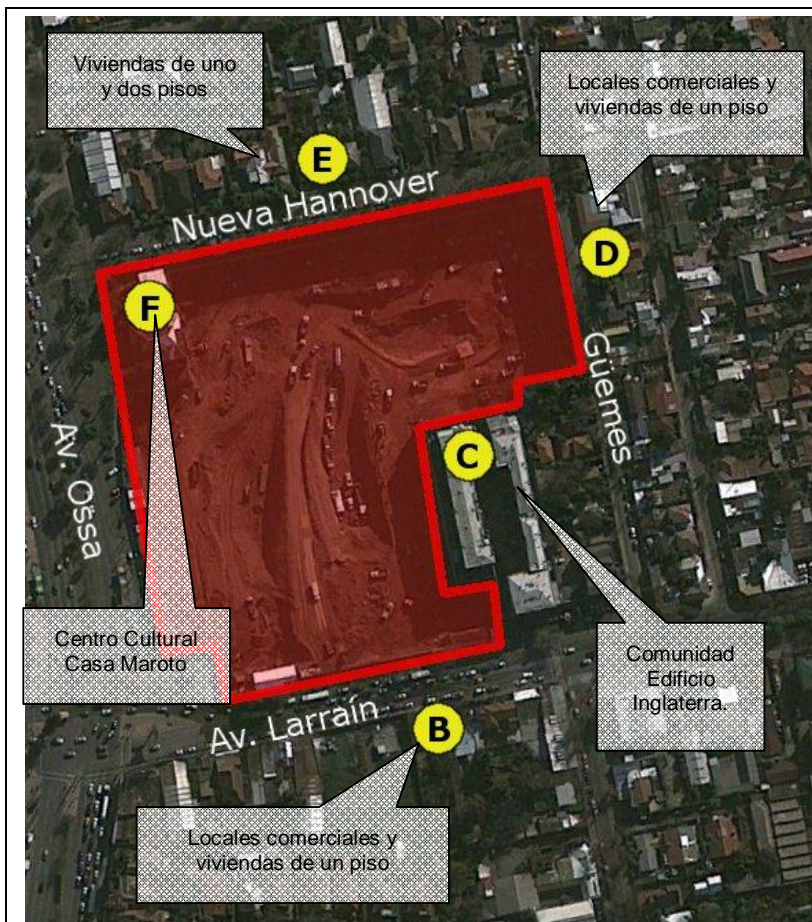 Viviendas de uno
y dos pisos
Locales comerciales y
viviendas de un piso
E
Nueva Hannover
D
F
Güemes
Av. Ossa
C
Centro Cultural
Casa Maroto
Comunidad
Edificio
Inglaterra.
Av. Larraín
B
Locales comerciales y
viviendas de un piso